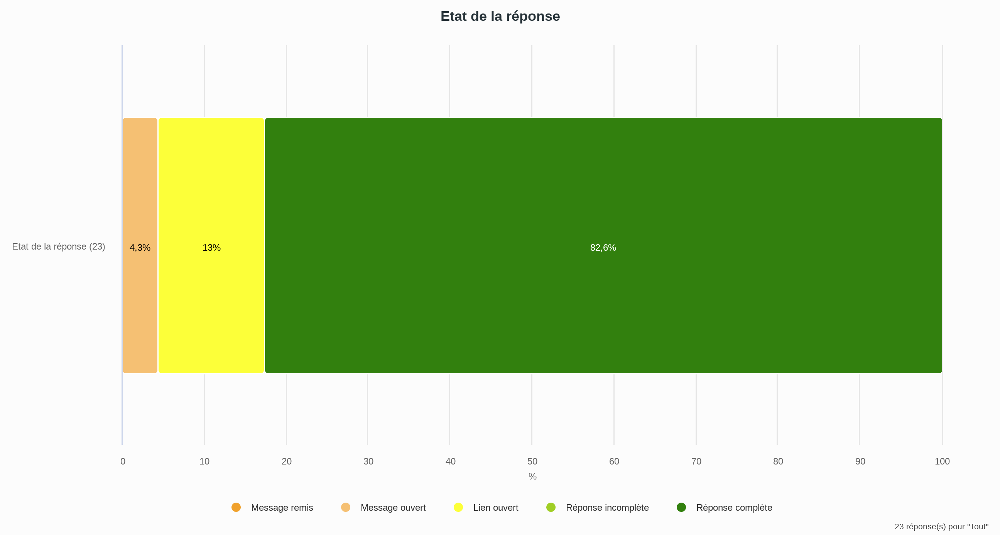 Etat de la réponse
Etat de la réponse (23)
4,3%
13%
82,6%
0 10 20 30 40 50 60 70 80 90 100
%
Message remis Message ouvert Lien ouvert Réponse incomplète Réponse complète
23 réponse(s) pour "Tout"